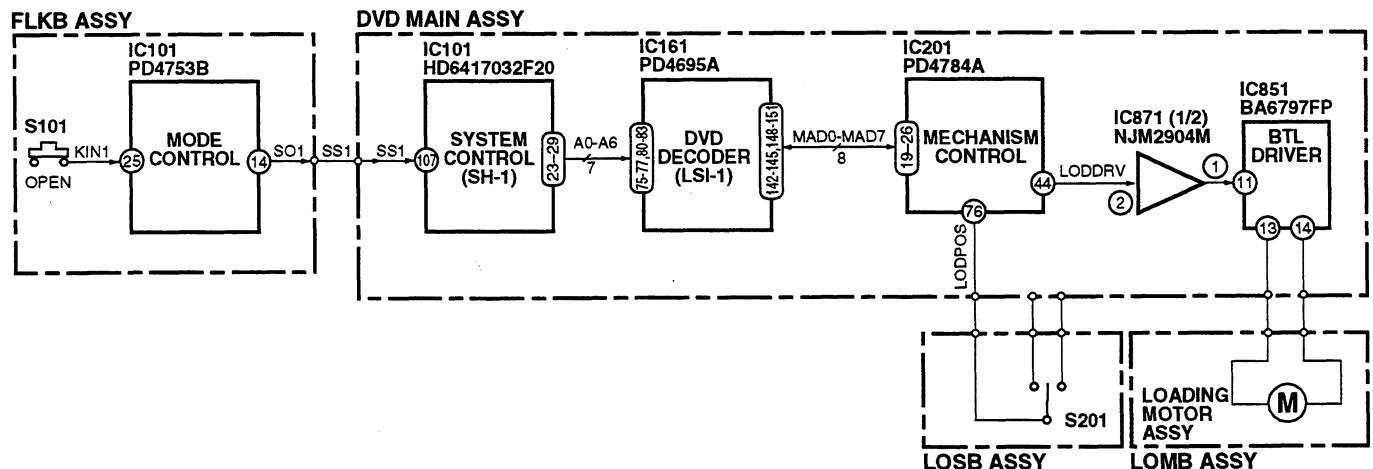 FLKB ASSY
DVD MAIN ASSY
IC101
PD4753B
IC101
HD6417032F20
IC161
PD4695A
IC201
PD4784A
IC851
BA6797FP
IC871 (1/2)
NJM2904M
S101
KIN1
OPEN
25
MODE
CONTROL
14
SO1
SS1
SS1
107
SYSTEM
CONTROL
(SH-1)
23–29
A0-A6
7
75-77,80-83
DVD
DECODER
(LSI-1)
142-145,148-151
MAD0-MAD7
8
19–26
MECHANISM
CONTROL
44
76
LODDRV
2
1
11
BTL
DRIVER
13
14
LODPOS
S201
LOADING
MOTOR
ASSY
M
LOSB ASSY
LOMB ASSY